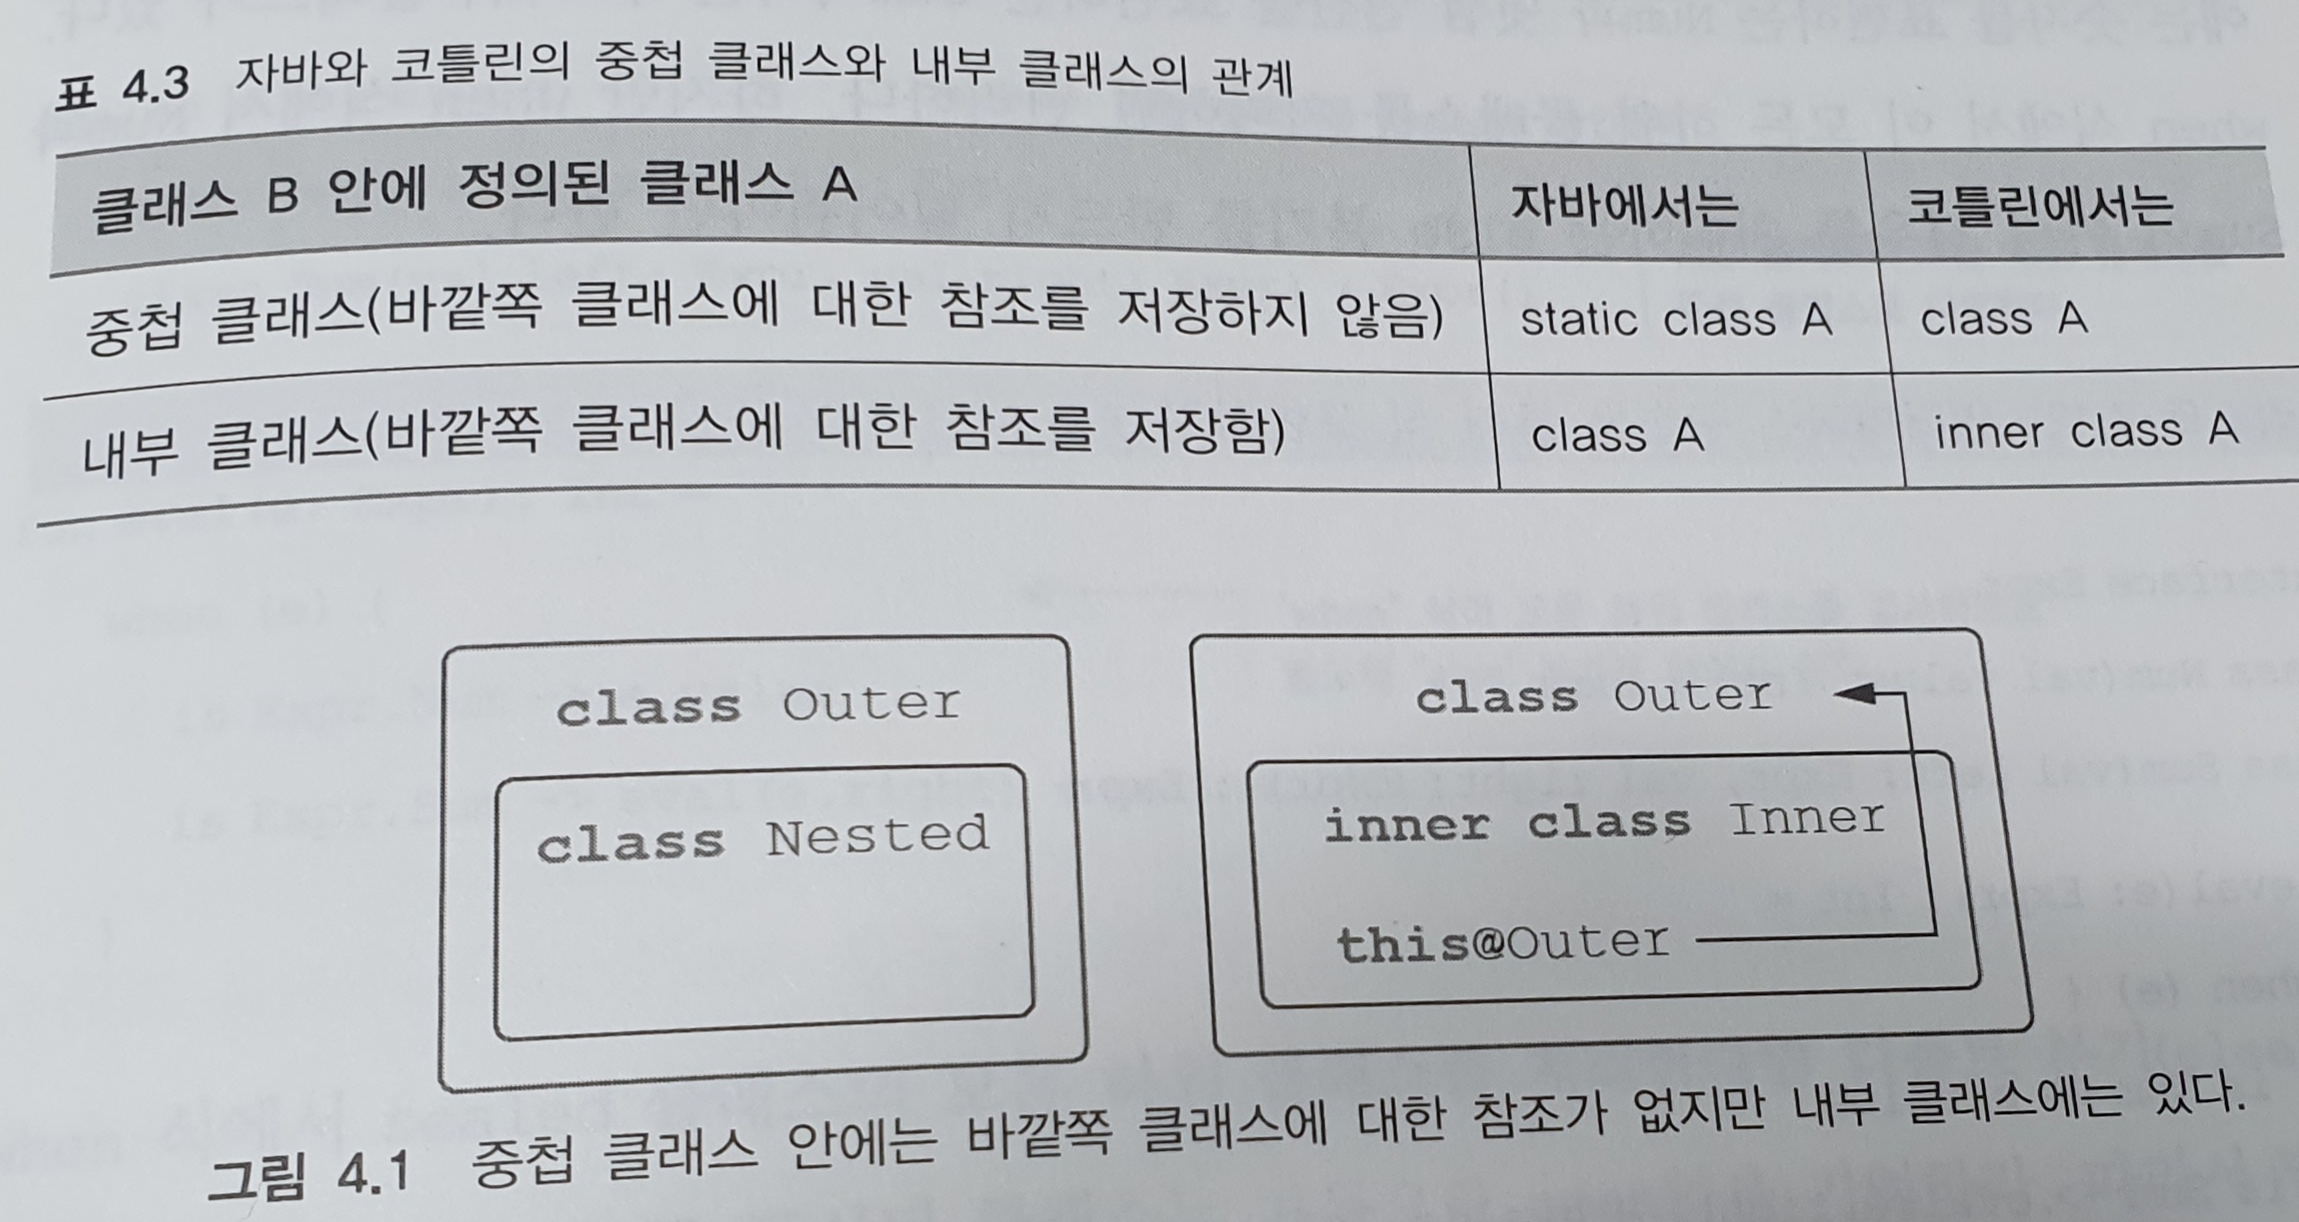 표 4.3 자바와 코틀린의 중첩 클래스와 내부 클래스의 관계
클래스 B 안에 정의된 클래스 A 자바에서는 코틀린에서는
중첩 클래스(바깥쪽 클래스에 대한 참조를 저장하지 않음) static class A class A
내부 클래스(바깥쪽 클래스에 대한 참조를 저장함) class A inner class A
class Outer
class Nested
class Outer
inner class Inner
this@Outer
그림 4.1 중첩 클래스 안에는 바깥쪽 클래스에 대한 참조가 없지만 내부 클래스에는 있다.